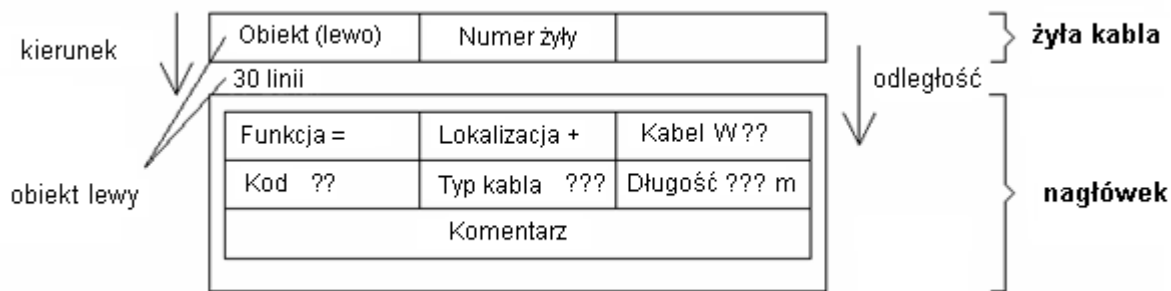 Obiekt (lewo) Numer żyły żyła kabla
kierunek
30 linii odległość
Funkcja = Lokalizacja + Kabel W??
Kod ?? Typ kabla ??? Długość ??? m
obiekt lewy nagłówek
Komentarz